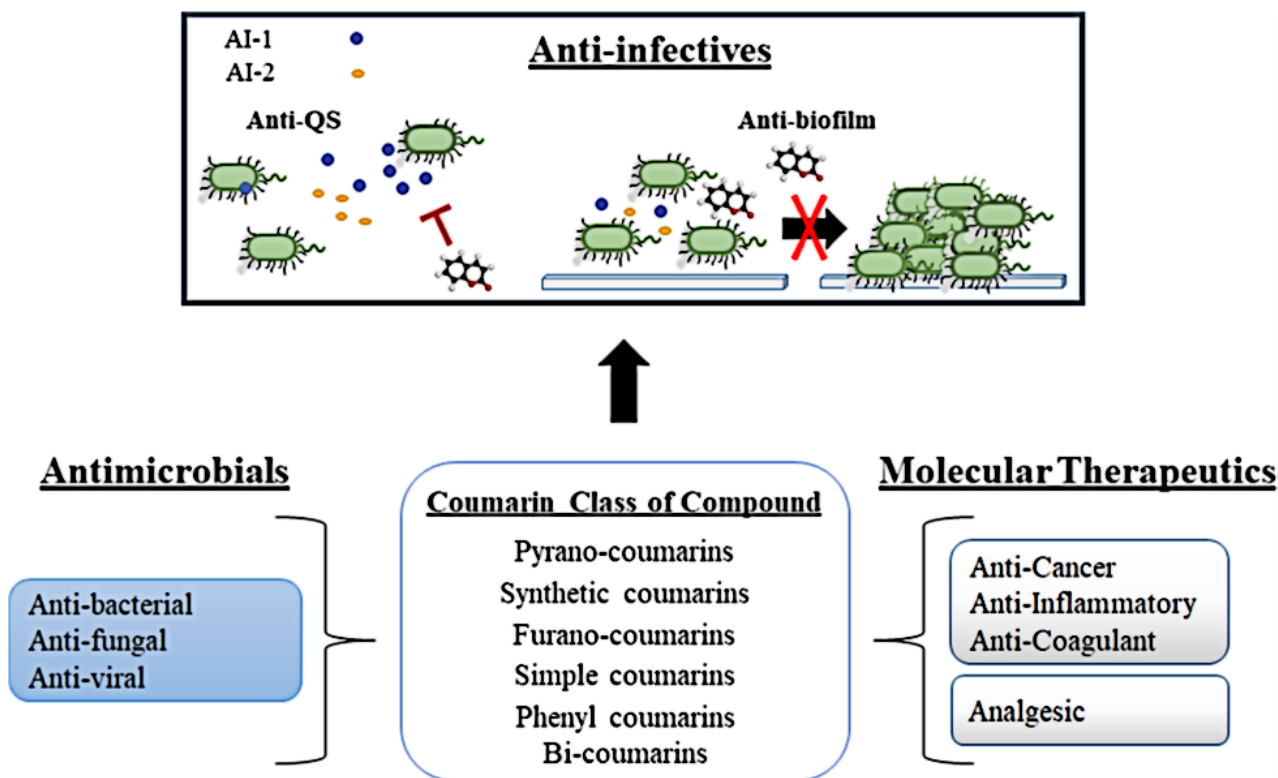 Anti-infectives
AI-1
AI-2
Anti-QS
Anti-biofilm
Antimicrobials
Anti-bacterial
Anti-fungal
Anti-viral
Coumarin Class of Compound
Pyrano-coumarins
Synthetic coumarins
Furano-coumarins
Simple coumarins
Phenyl coumarins
Bi-coumarins
Molecular Therapeutics
Anti-Cancer
Anti-Inflammatory
Anti-Coagulant
Analgesic